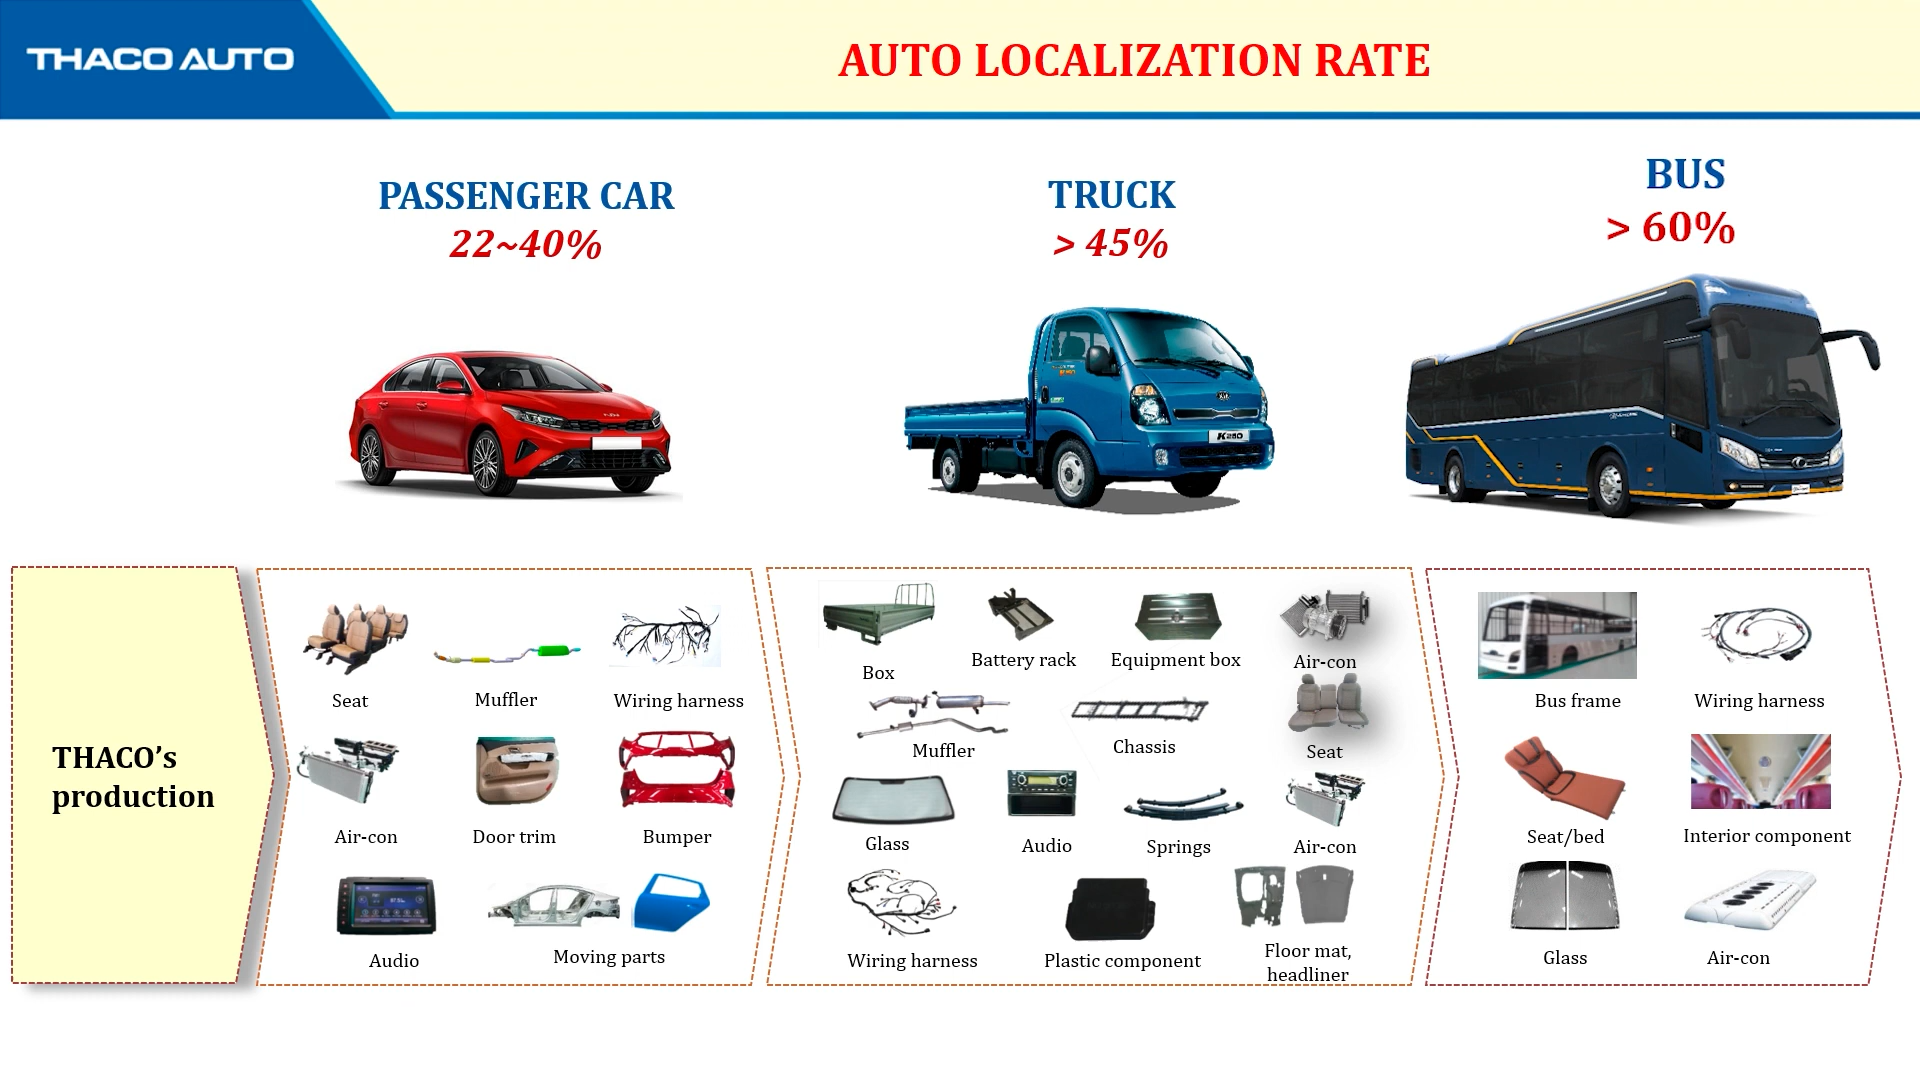 THACO AUTO
AUTO LOCALIZATION RATE
PASSENGER CAR
22~40%
TRUCK
> 45%
BUS
> 60%
K250
THACO's
production
Seat
Muffler
Wiring harness
Air-con
Door trim
Bumper
Audio
Moving parts
Box
Battery rack
Equipment box
Air-con
Muffler
Chassis
Seat
Glass
Audio
Springs
Air-con
Wiring harness
Plastic component
Floor mat,
headliner
Bus frame
Wiring harness
Seat/bed
Interior component
Glass
Air-con